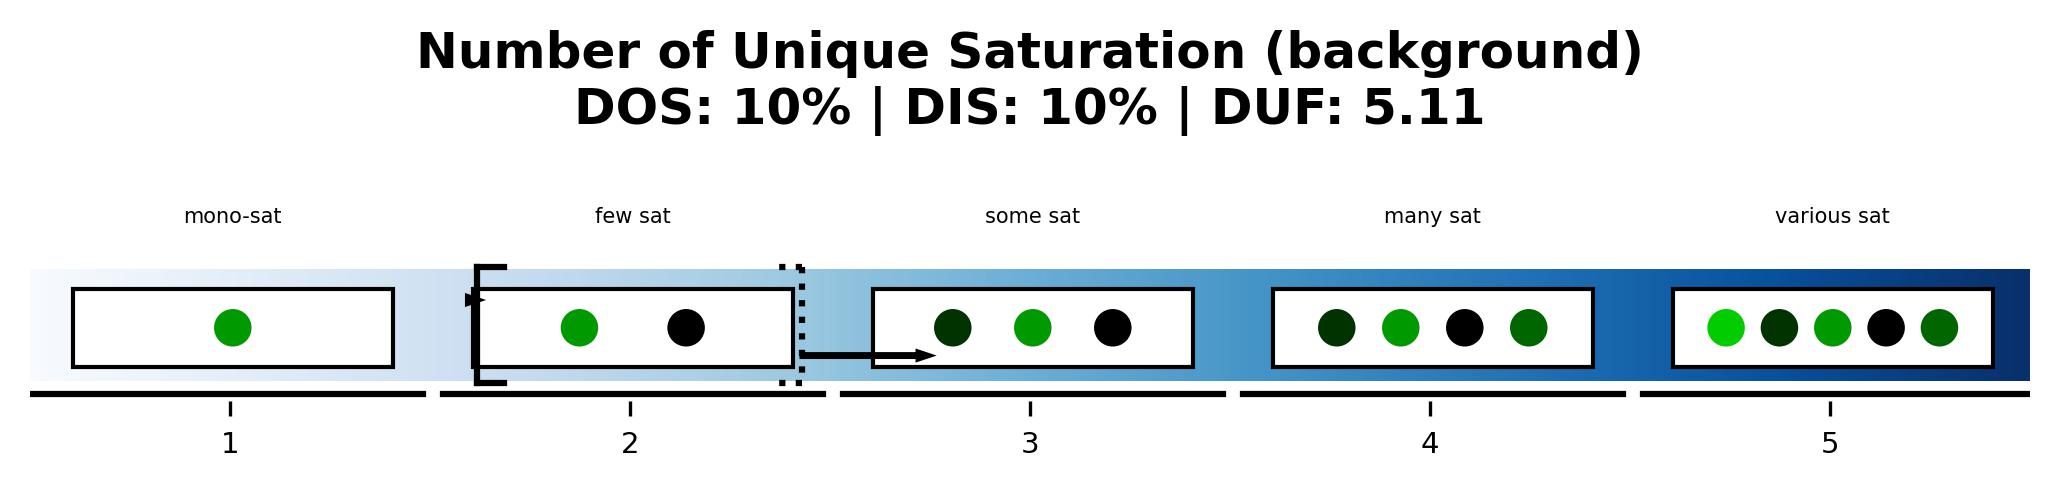 Number of Unique Saturation (background)
DOS: 10% | DIS: 10% | DUF: 5.11
mono-sat few sat some sat many sat various sat
1 2 3 4 5